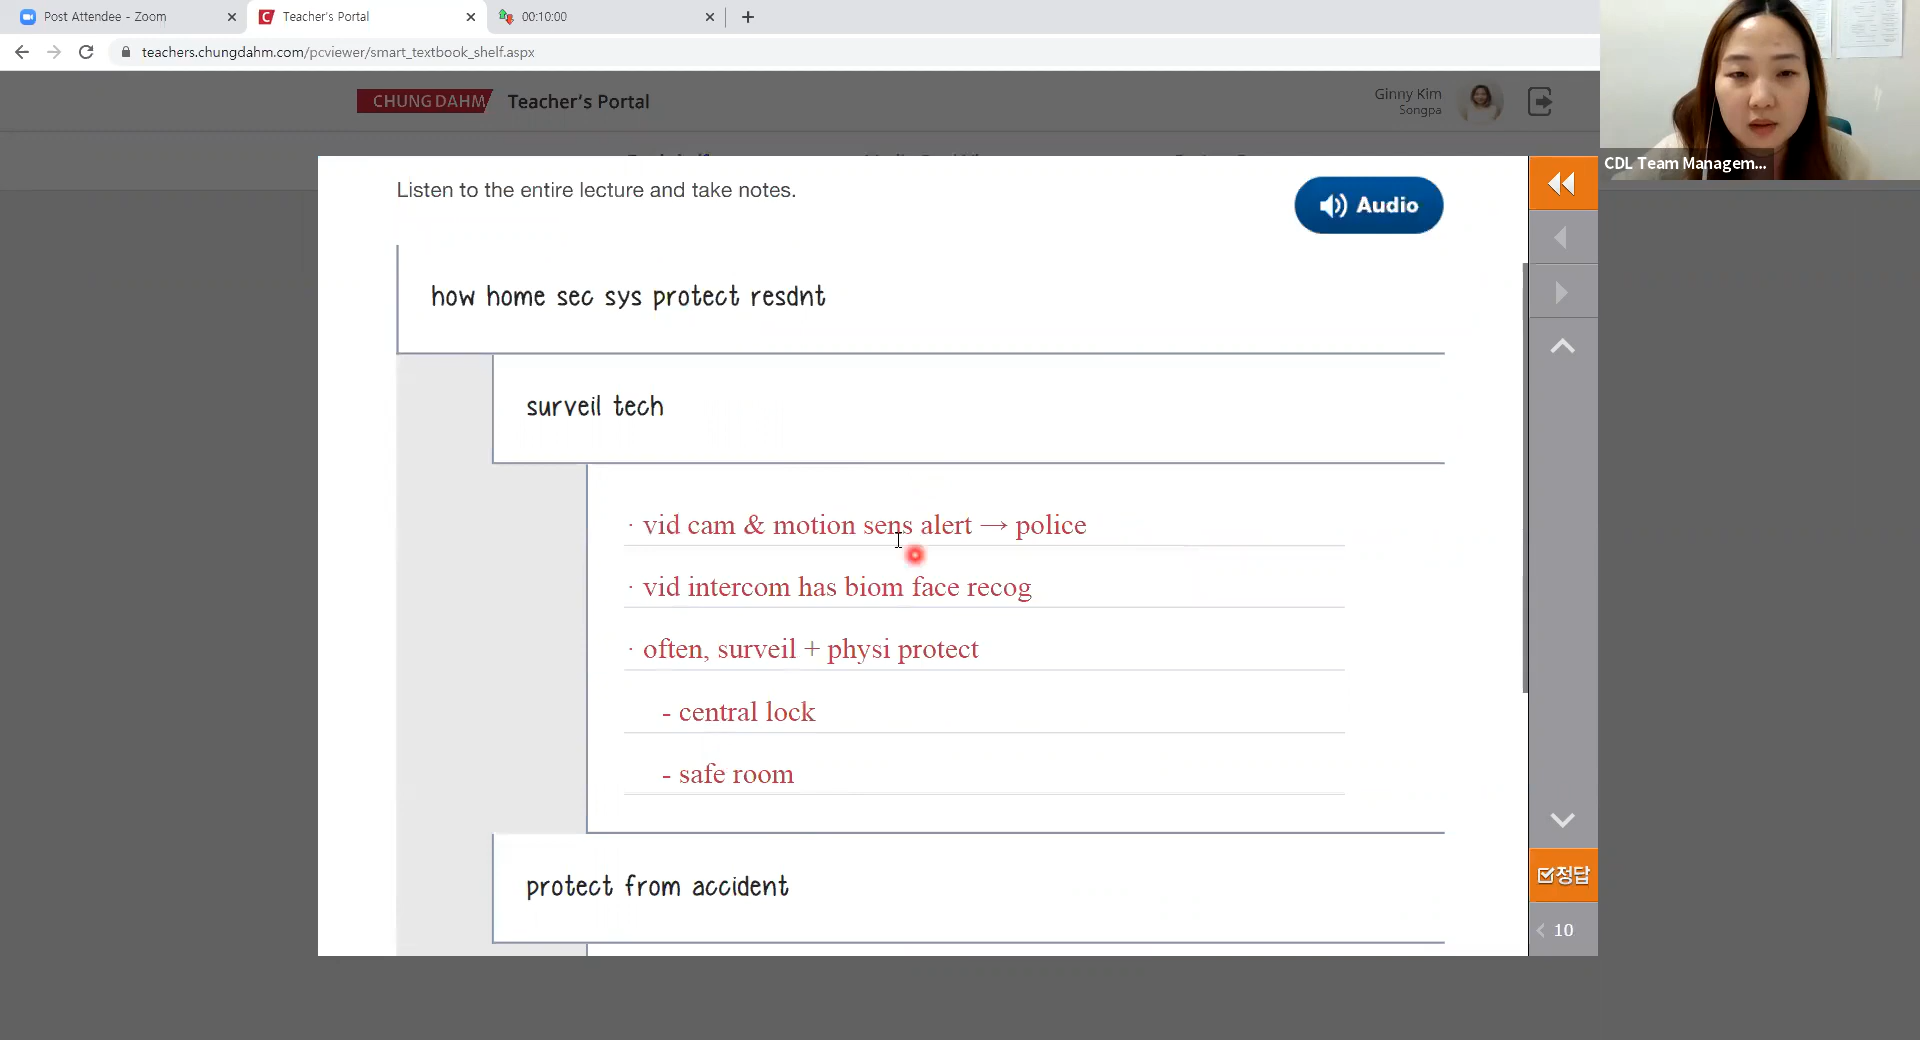 Post Attendee - Zoom
Teacher's Portal
00:10:00
teachers.chungdahm.com/pcviewer/smart_textbook_shelf.aspx
CHUNGDAHM Teacher's Portal
Ginny Kim
Songpa
CDL Team Managem...
Listen to the entire lecture and take notes.
Audio
how home sec sys protect resdnt
surveil tech
· vid cam & motion sens alert → police
· vid intercom has biom face recog
· often, surveil + physi protect
- central lock
- safe room
protect from accident
정답
10